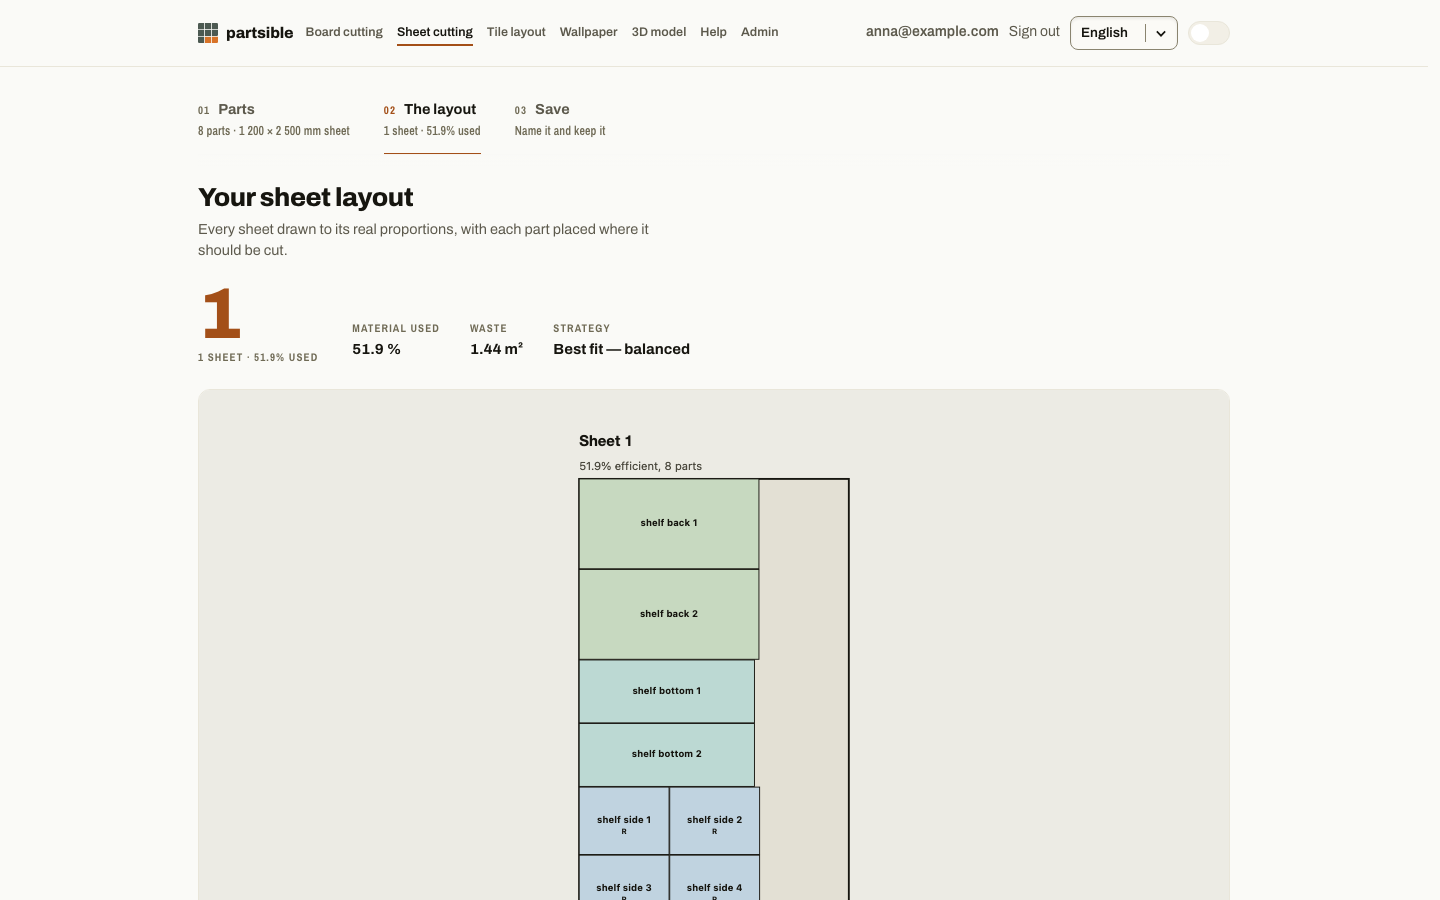 partsible
Board cutting
Sheet cutting
Tile layout
Wallpaper
3D model
Help
Admin
anna@example.com
Sign out
English
01 Parts
8 parts · 1 200 × 2 500 mm sheet
02 The layout
1 sheet · 51.9% used
03 Save
Name it and keep it
Your sheet layout
Every sheet drawn to its real proportions, with each part placed where it
should be cut.
1
1 SHEET · 51.9% USED
MATERIAL USED
51.9 %
WASTE
1.44 m²
STRATEGY
Best fit — balanced
Sheet 1
51.9% efficient, 8 parts
shelf back 1
shelf back 2
shelf bottom 1
shelf bottom 2
shelf side 1
R
shelf side 2
R
shelf side 3
R
shelf side 4
R